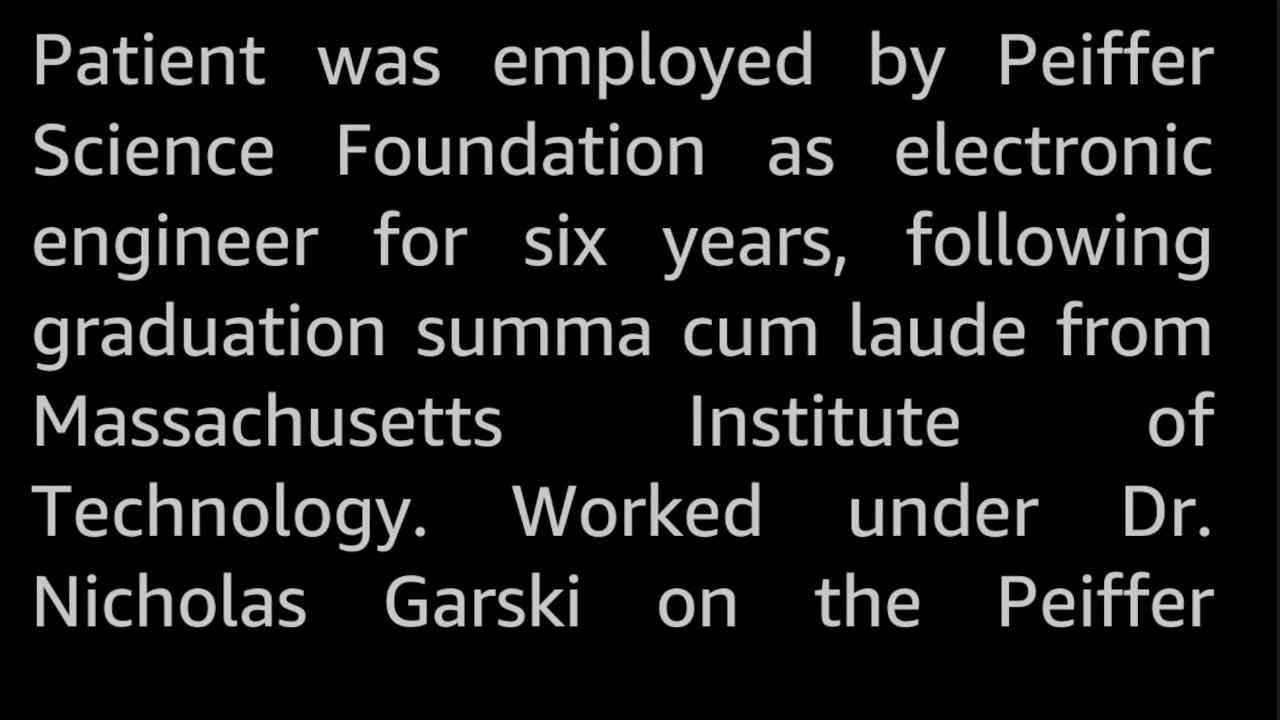 Patient was employed by Peiffer
Science Foundation as electronic
engineer for six years, following
graduation summa cum laude from
Massachusetts Institute of
Technology. Worked under Dr.
Nicholas Garski on the Peiffer